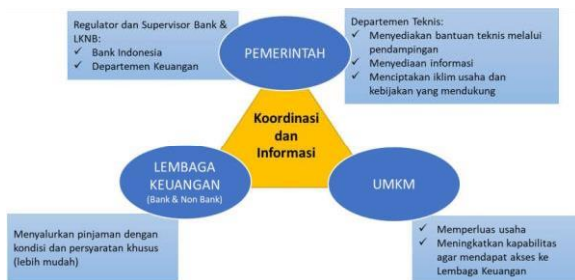 Regulator dan Supervisor Bank &
LKNB:
✓ Bank Indonesia
✓ Departemen Keuangan
PEMERINTAH
Departemen Teknis:
✓ Menyediakan bantuan teknis melalui
pendampingan
✓ Menyediaan informasi
✓ Menciptakan iklim usaha dan
kebijakan yang mendukung
Koordinasi
dan
Informasi
LEMBAGA
KEUANGAN
(Bank & Non Bank)
UMKM
Menyalurkan pinjaman dengan
kondisi dan persyaratan khusus
(lebih mudah)
✓ Memperluas usaha
✓ Meningkatkan kapabilitas
agar mendapat akses ke
Lembaga Keuangan